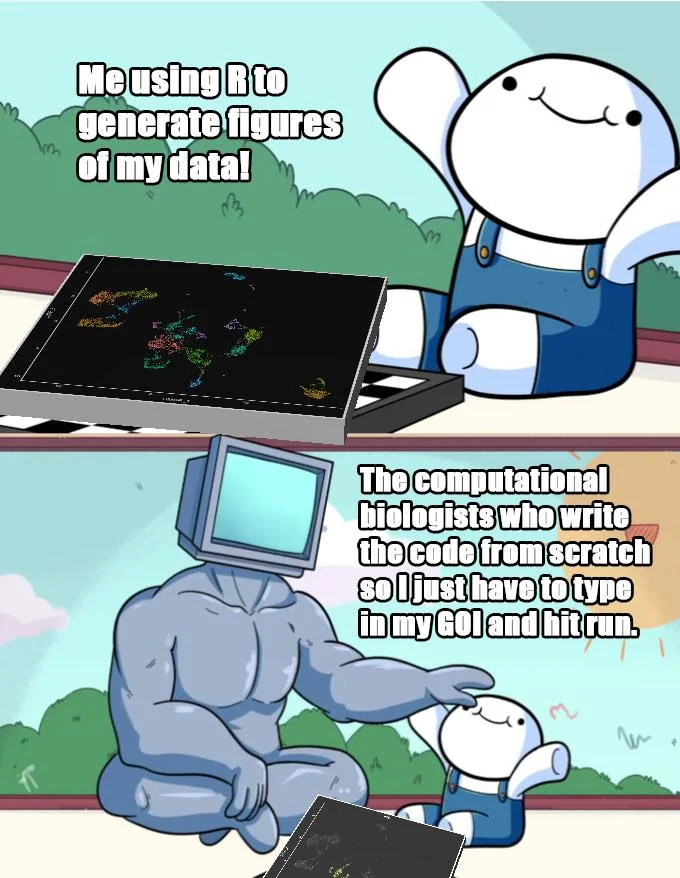 Me using R to
generate figures
of my data!
The computational
biologists who write
the code from scratch
so I just have to type
in my GOI and hit run.